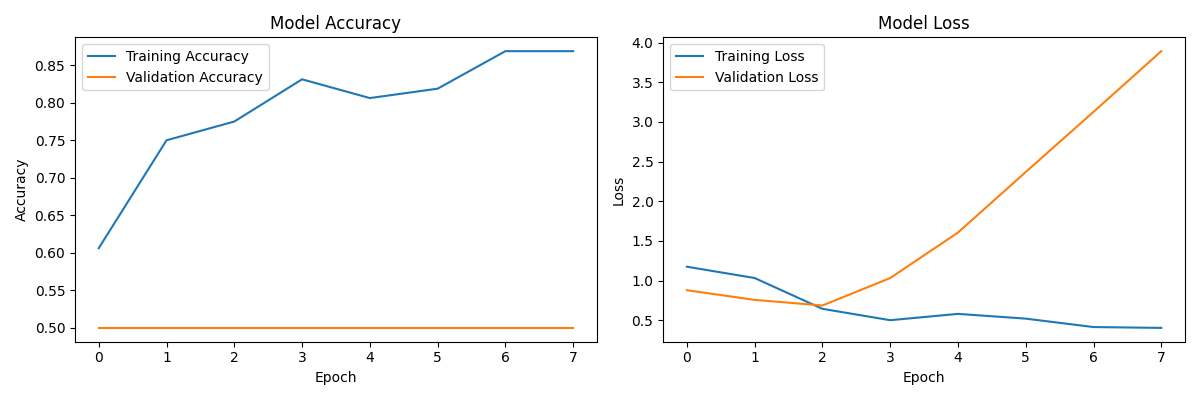 Model Accuracy
Training Accuracy
Validation Accuracy
0.85
0.80
0.75
0.70
0.65
0.60
0.55
0.50
Accuracy
0 1 2 3 4 5 6 7
Epoch
Model Loss
Training Loss
Validation Loss
4.0
3.5
3.0
2.5
2.0
1.5
1.0
0.5
Loss
0 1 2 3 4 5 6 7
Epoch